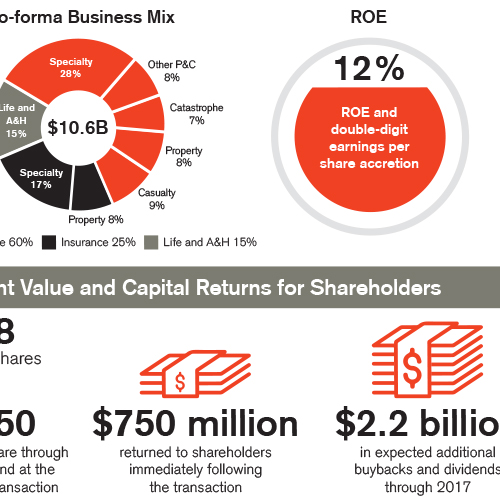 o-forma Business Mix
ROE
Specialty
28%
Other P&C
8%
Catastrophe
7%
Property
8%
Casualty
9%
Property 8%
Specialty
17%
Life and
A&H
15%
$10.6B
12%
ROE and
double-digit
earnings per
share accretion
e 60%
Insurance 25%
Life and A&H 15%
nt Value and Capital Returns for Shareholders
8
hares
50
are through
nd at the
ansaction
$
$750 million
returned to shareholders
immediately following
the transaction
$
$2.2 billio
in expected additional
buybacks and dividends
through 2017